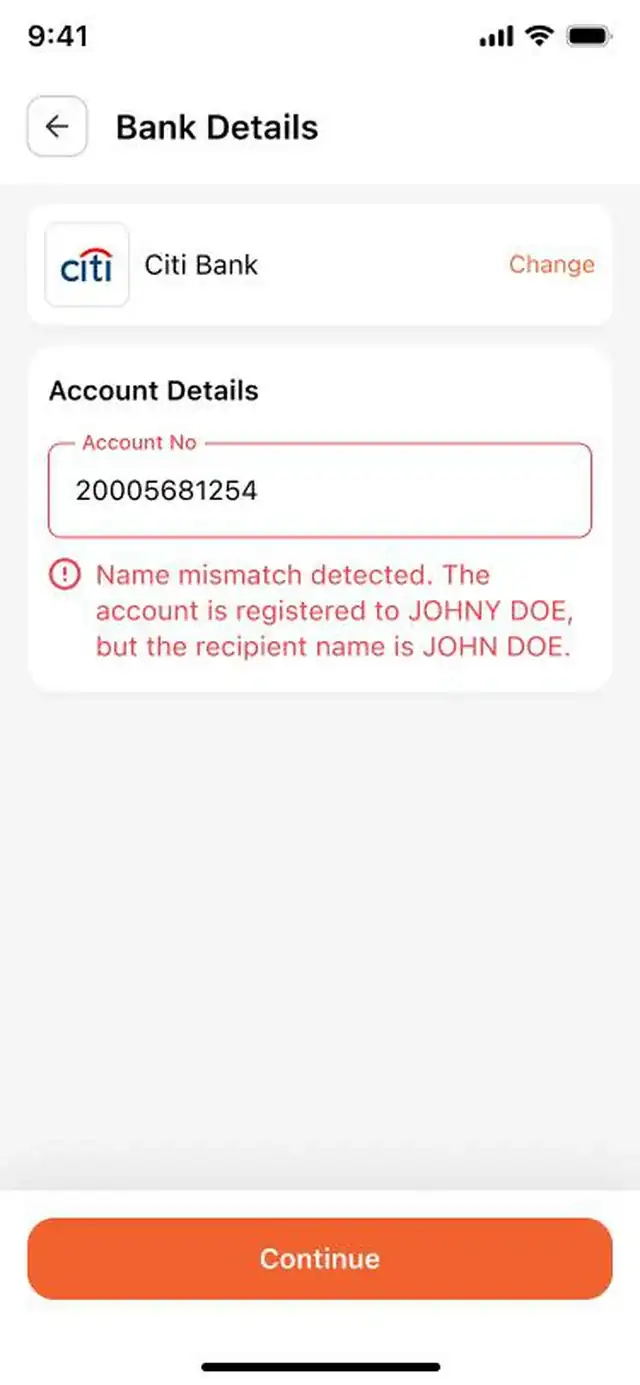 9:41
Bank Details
citi
Citi Bank
Change
Account Details
Account No
20005681254
Name mismatch detected. The
account is registered to JOHNY DOE,
but the recipient name is JOHN DOE.
Continue